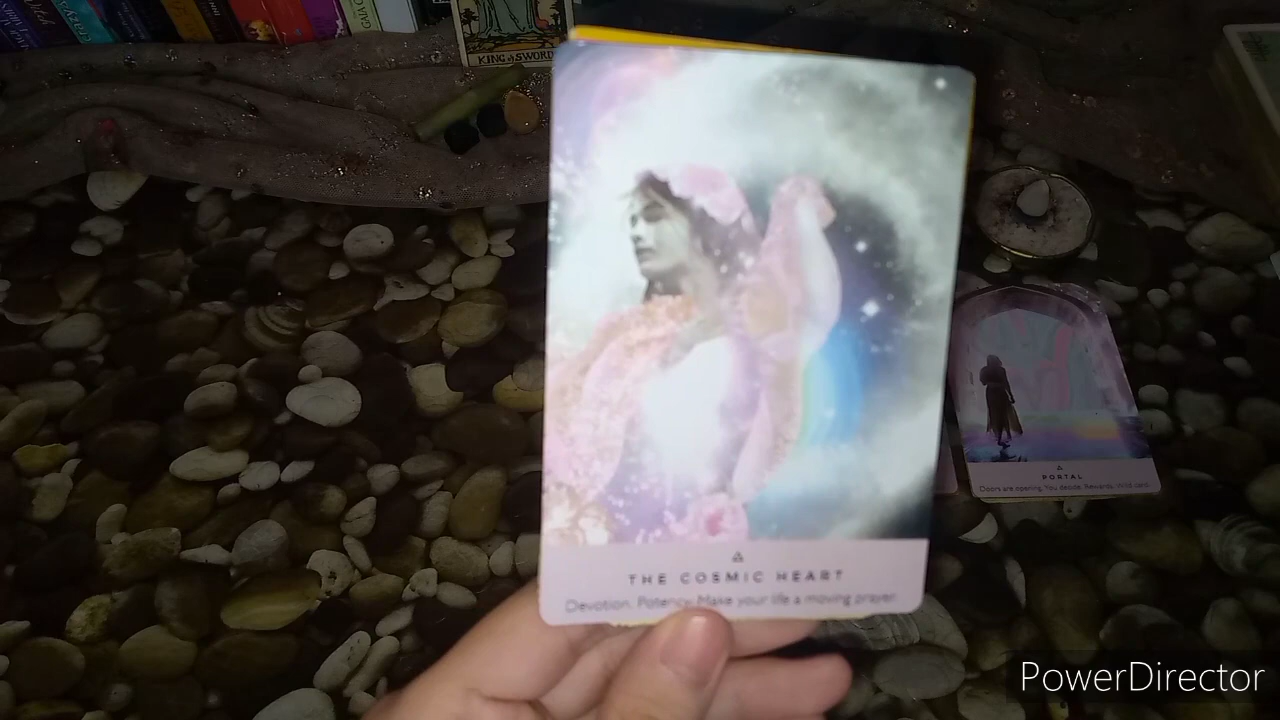 KING of SWORD
THE COSMIC HEART
Devotion. Potency. Make your life a moving prayer.
PORTAL
Doors are opening. You decide. Rewards. Wild card.
PowerDirector